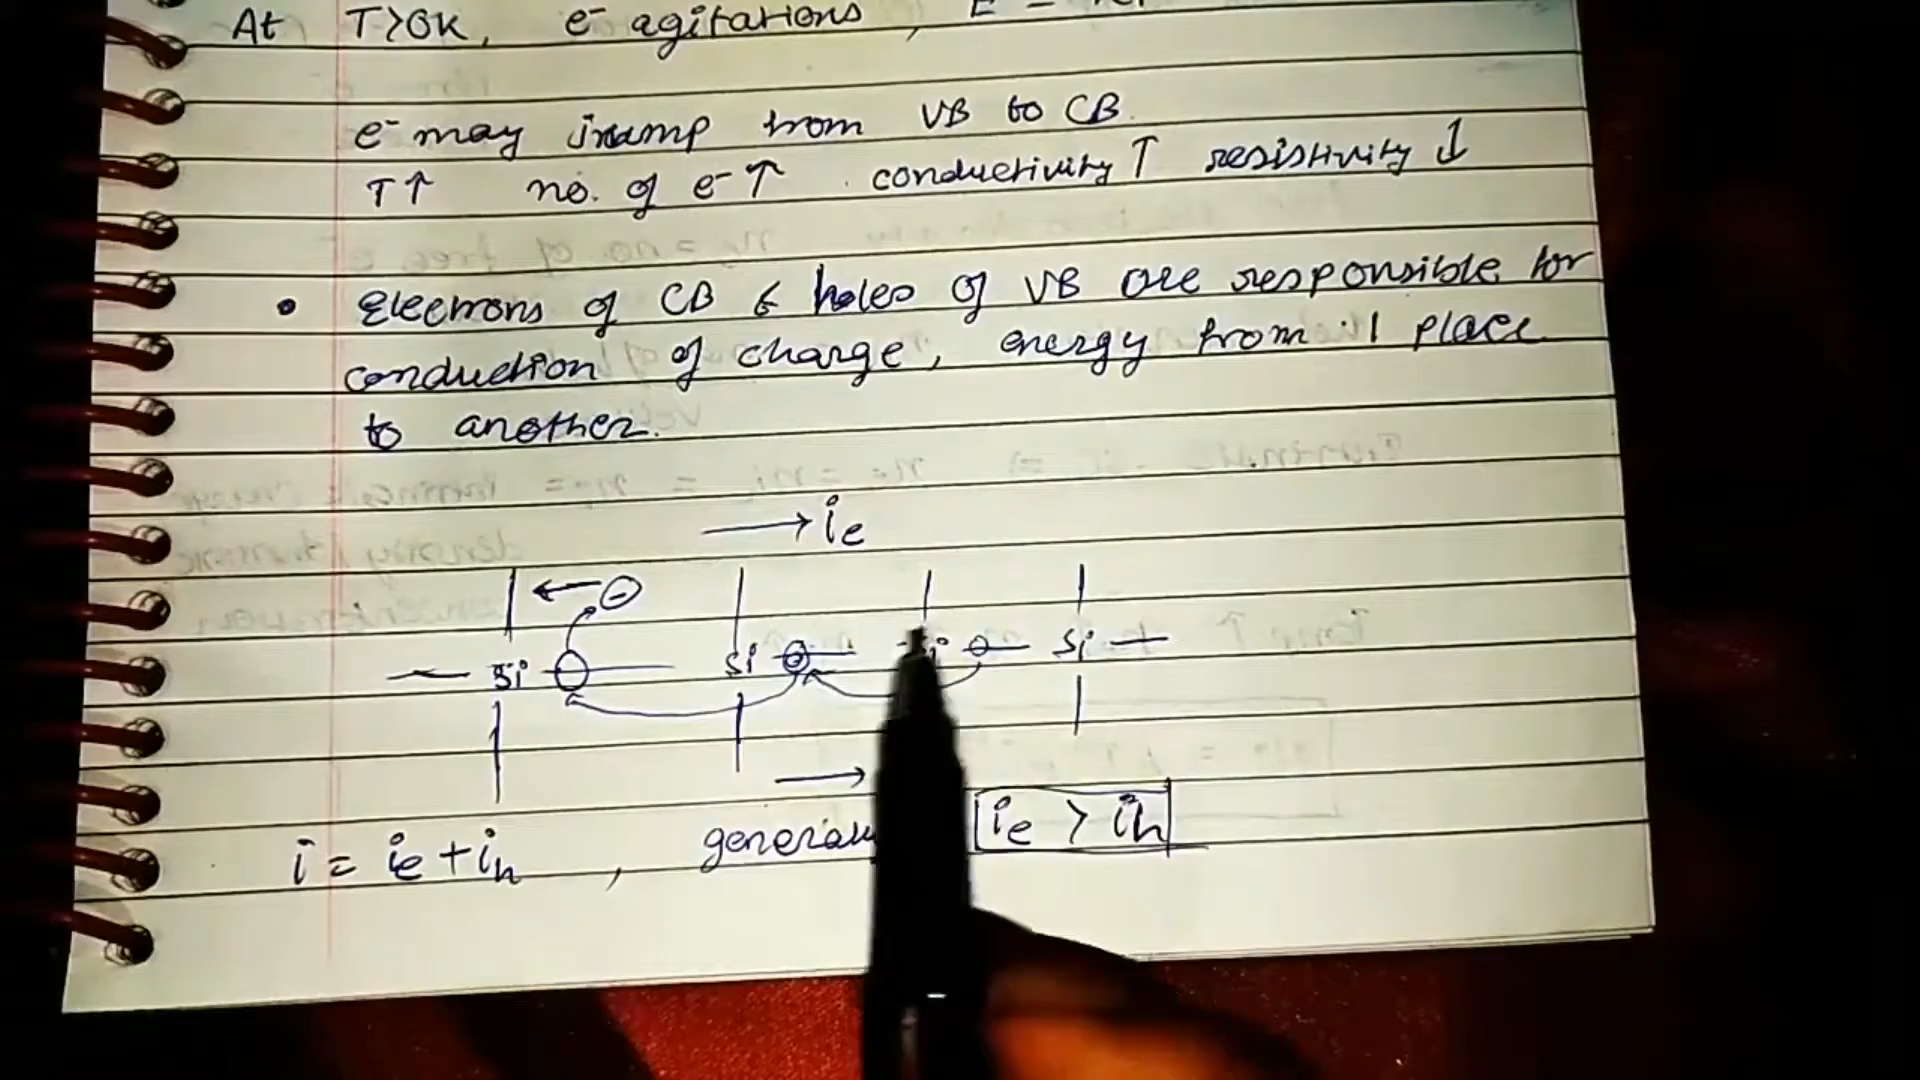 At T>0K, e⁻ agitations, E =
e⁻ may jump from VB to CB.
T↑ no. of e⁻ ↑ conductivity ↑ resistivity ↓
• Electrons of CB & holes of VB are responsible for
conduction of charge, energy from 1 place
to another.
→ ie
← -
Si Si Si Si
→
i = ie + ih , ie > ih